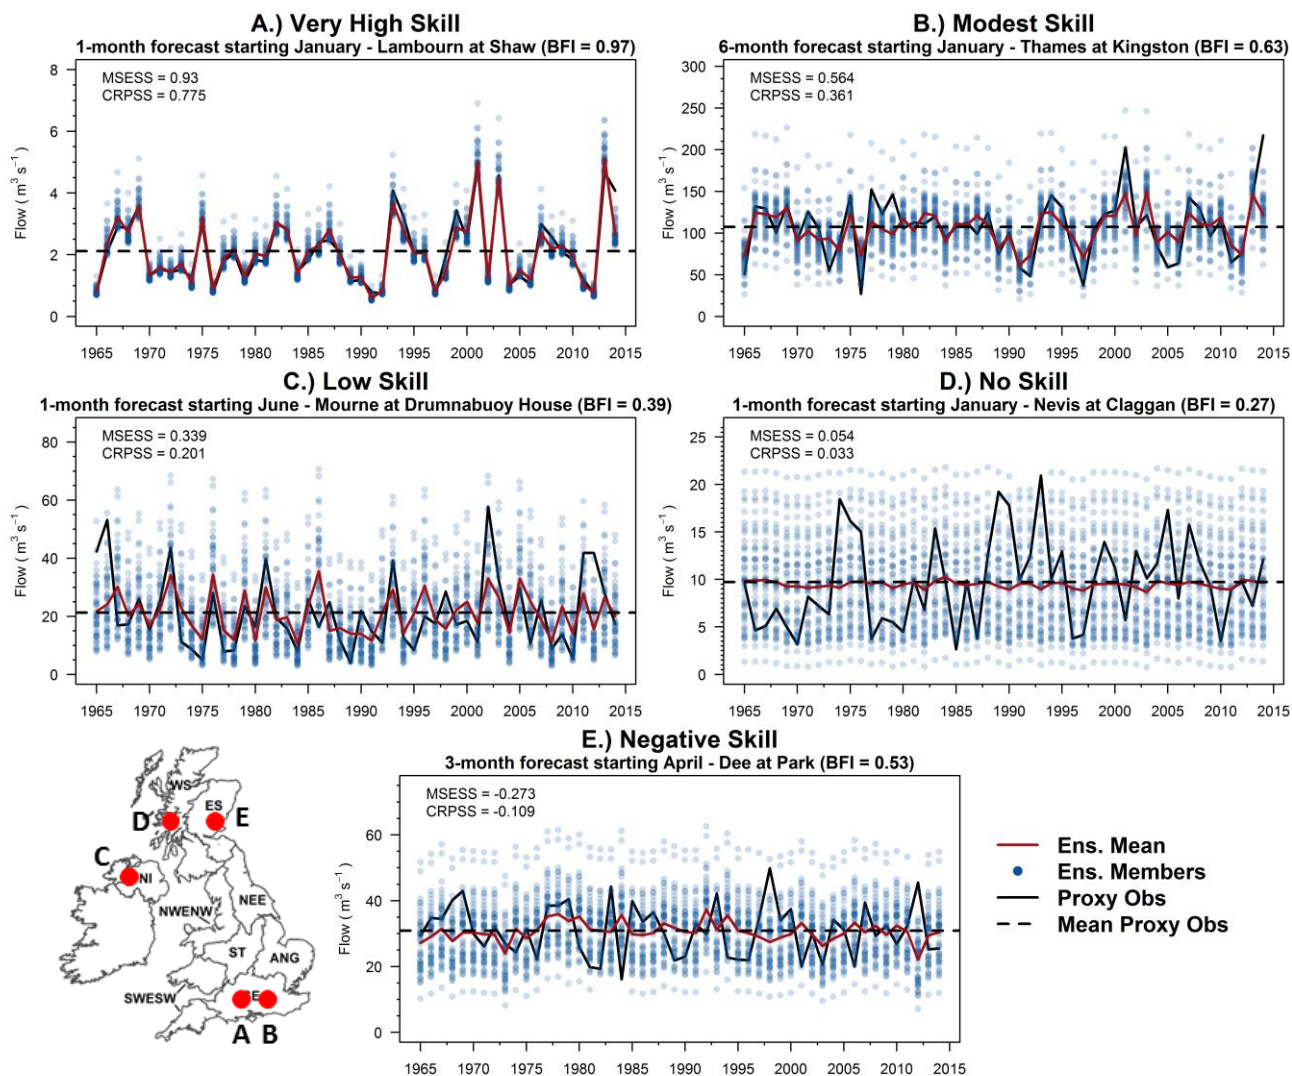 A.) Very High Skill
1-month forecast starting January - Lambourn at Shaw (BFI = 0.97)
MSESS = 0.93
CRPSS = 0.775
Flow ( m³ s⁻¹ )
8
6
4
2
0
1965 1970 1975 1980 1985 1990 1995 2000 2005 2010 2015
B.) Modest Skill
6-month forecast starting January - Thames at Kingston (BFI = 0.63)
MSESS = 0.564
CRPSS = 0.361
Flow ( m³ s⁻¹ )
300
250
200
150
100
50
0
1965 1970 1975 1980 1985 1990 1995 2000 2005 2010 2015
C.) Low Skill
1-month forecast starting June - Mourne at Drumnabuoy House (BFI = 0.39)
MSESS = 0.339
CRPSS = 0.201
Flow ( m³ s⁻¹ )
80
60
40
20
0
1965 1970 1975 1980 1985 1990 1995 2000 2005 2010 2015
D.) No Skill
1-month forecast starting January - Nevis at Claggan (BFI = 0.27)
MSESS = 0.054
CRPSS = 0.033
Flow ( m³ s⁻¹ )
25
20
15
10
5
0
1965 1970 1975 1980 1985 1990 1995 2000 2005 2010 2015
WS
ES
D
E
C
NI
NEE
NWENW
ST
ANG
SWESW
A
B
E.) Negative Skill
3-month forecast starting April - Dee at Park (BFI = 0.53)
MSESS = -0.273
CRPSS = -0.109
Flow ( m³ s⁻¹ )
60
40
20
0
1965 1970 1975 1980 1985 1990 1995 2000 2005 2010 2015
Ens. Mean
Ens. Members
Proxy Obs
Mean Proxy Obs